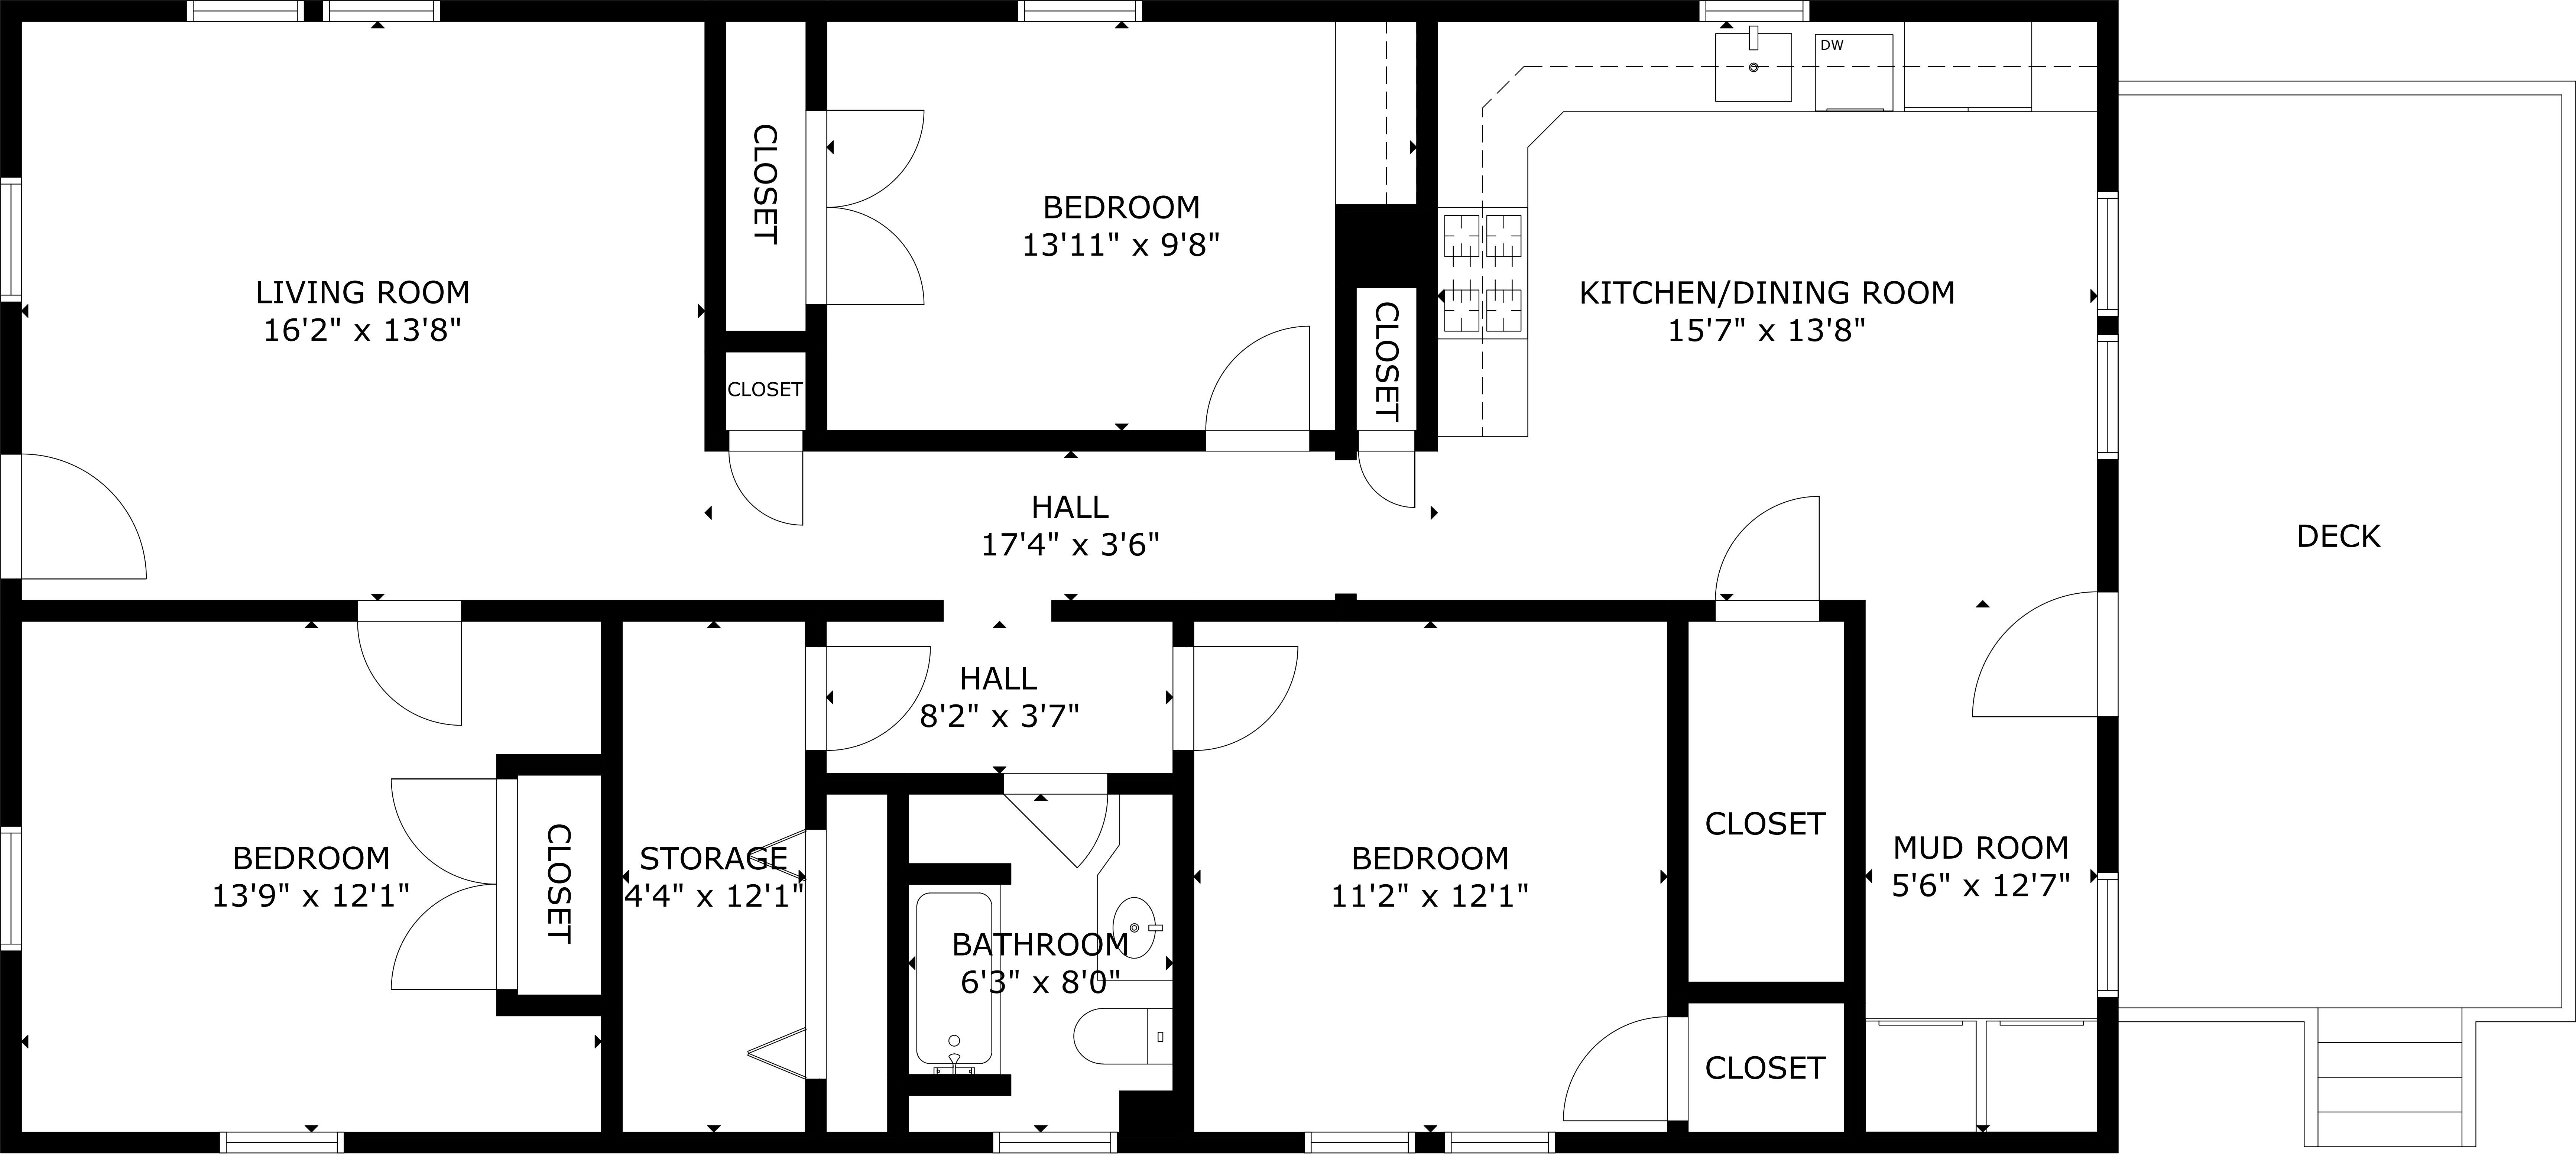 DW
CLOSET
BEDROOM
13'11" x 9'8"
LIVING ROOM
16'2" x 13'8"
KITCHEN/DINING ROOM
15'7" x 13'8"
CLOSET
CLOSET
HALL
17'4" x 3'6"
DECK
HALL
8'2" x 3'7"
BEDROOM
13'9" x 12'1"
CLOSET
STORAGE
4'4" x 12'1"
BATHROOM
6'3" x 8'0"
BEDROOM
11'2" x 12'1"
CLOSET
MUD ROOM
5'6" x 12'7"
CLOSET